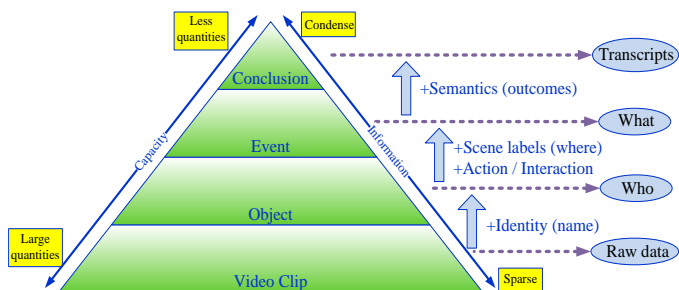 Less
quantities
Condense
Transcripts
Conclusion
+Semantics (outcomes)
What
Capacity
Information
Event
+Scene labels (where)
+Action / Interaction
Who
Object
+Identity (name)
Large
quantities
Raw data
Video Clip
Sparse